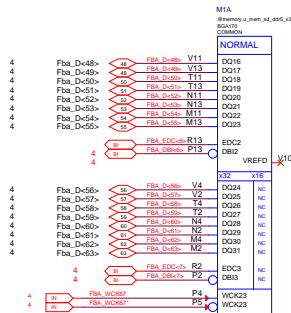 M1A
@memory.u_mem_sd_ddr5_x3
BGA170
COMMON
NORMAL
4 Fba_D<48> 48 FBA_D<48> V11 DQ16
4 Fba_D<49> 49 FBA_D<49> V13 DQ17
4 Fba_D<50> 50 FBA_D<50> T11 DQ18
4 Fba_D<51> 51 FBA_D<51> T13 DQ19
4 Fba_D<52> 52 FBA_D<52> N11 DQ20
4 Fba_D<53> 53 FBA_D<53> N13 DQ21
4 Fba_D<54> 54 FBA_D<54> M11 DQ22
4 Fba_D<55> 55 FBA_D<55> M13 DQ23
4 BI FBA_EDC<6> R13 EDC2
4 BI FBA_DBI<6> P13 DBI2
VREFD V10
x32 x16
4 Fba_D<56> 56 FBA_D<56> V4 DQ24 NC
4 Fba_D<57> 57 FBA_D<57> V2 DQ25 NC
4 Fba_D<58> 58 FBA_D<58> T4 DQ26 NC
4 Fba_D<59> 59 FBA_D<59> T2 DQ27 NC
4 Fba_D<60> 60 FBA_D<60> N4 DQ28 NC
4 Fba_D<61> 61 FBA_D<61> N2 DQ29 NC
4 Fba_D<62> 62 FBA_D<62> M4 DQ30 NC
4 Fba_D<63> 63 FBA_D<63> M2 DQ31 NC
4 BI FBA_EDC<7> R2 EDC3 NC
4 BI FBA_DBI<7> P2 DBI3 NC
4 IN FBA_WCK67 P4 WCK23
4 IN FBA_WCK67* P5 WCK23